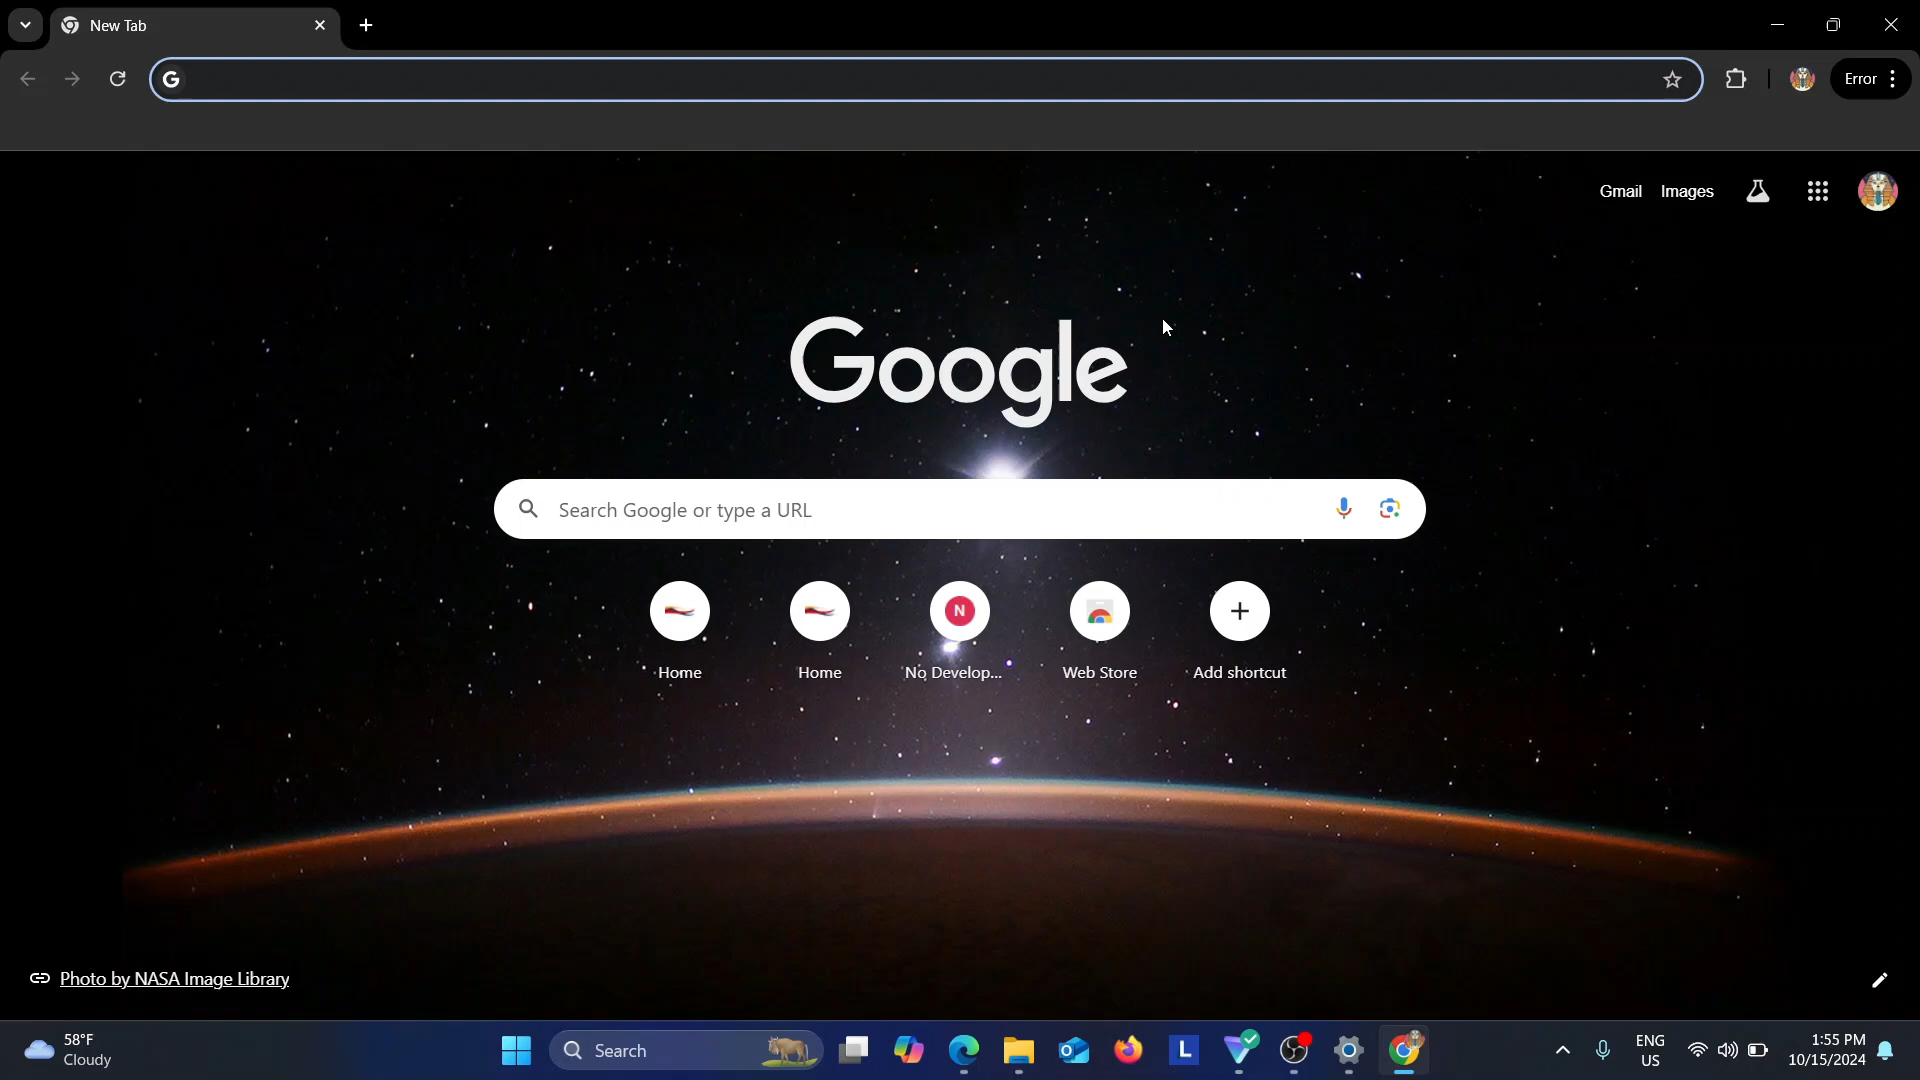 New Tab
Error
Gmail Images
Google
Search Google or type a URL
N
Home Home No Develop... Web Store Add shortcut
Photo by NASA Image Library
58°F
Cloudy
Search
L
ENG
US
1:55 PM
10/15/2024